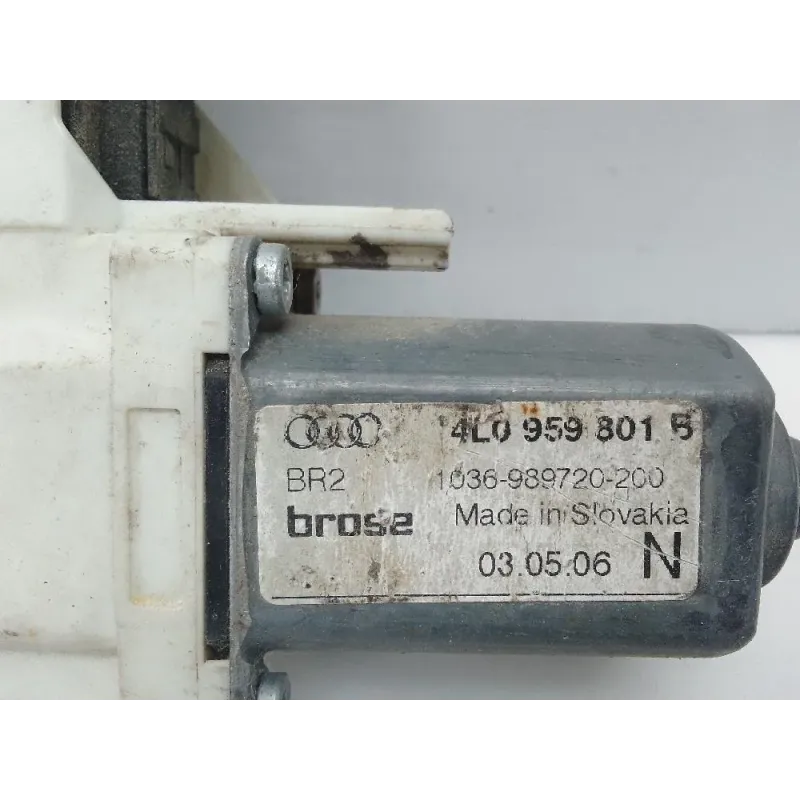 4L0 959 801 B
BR2 1036-989720-200
brose Made in Slovakia
03.05.06 N